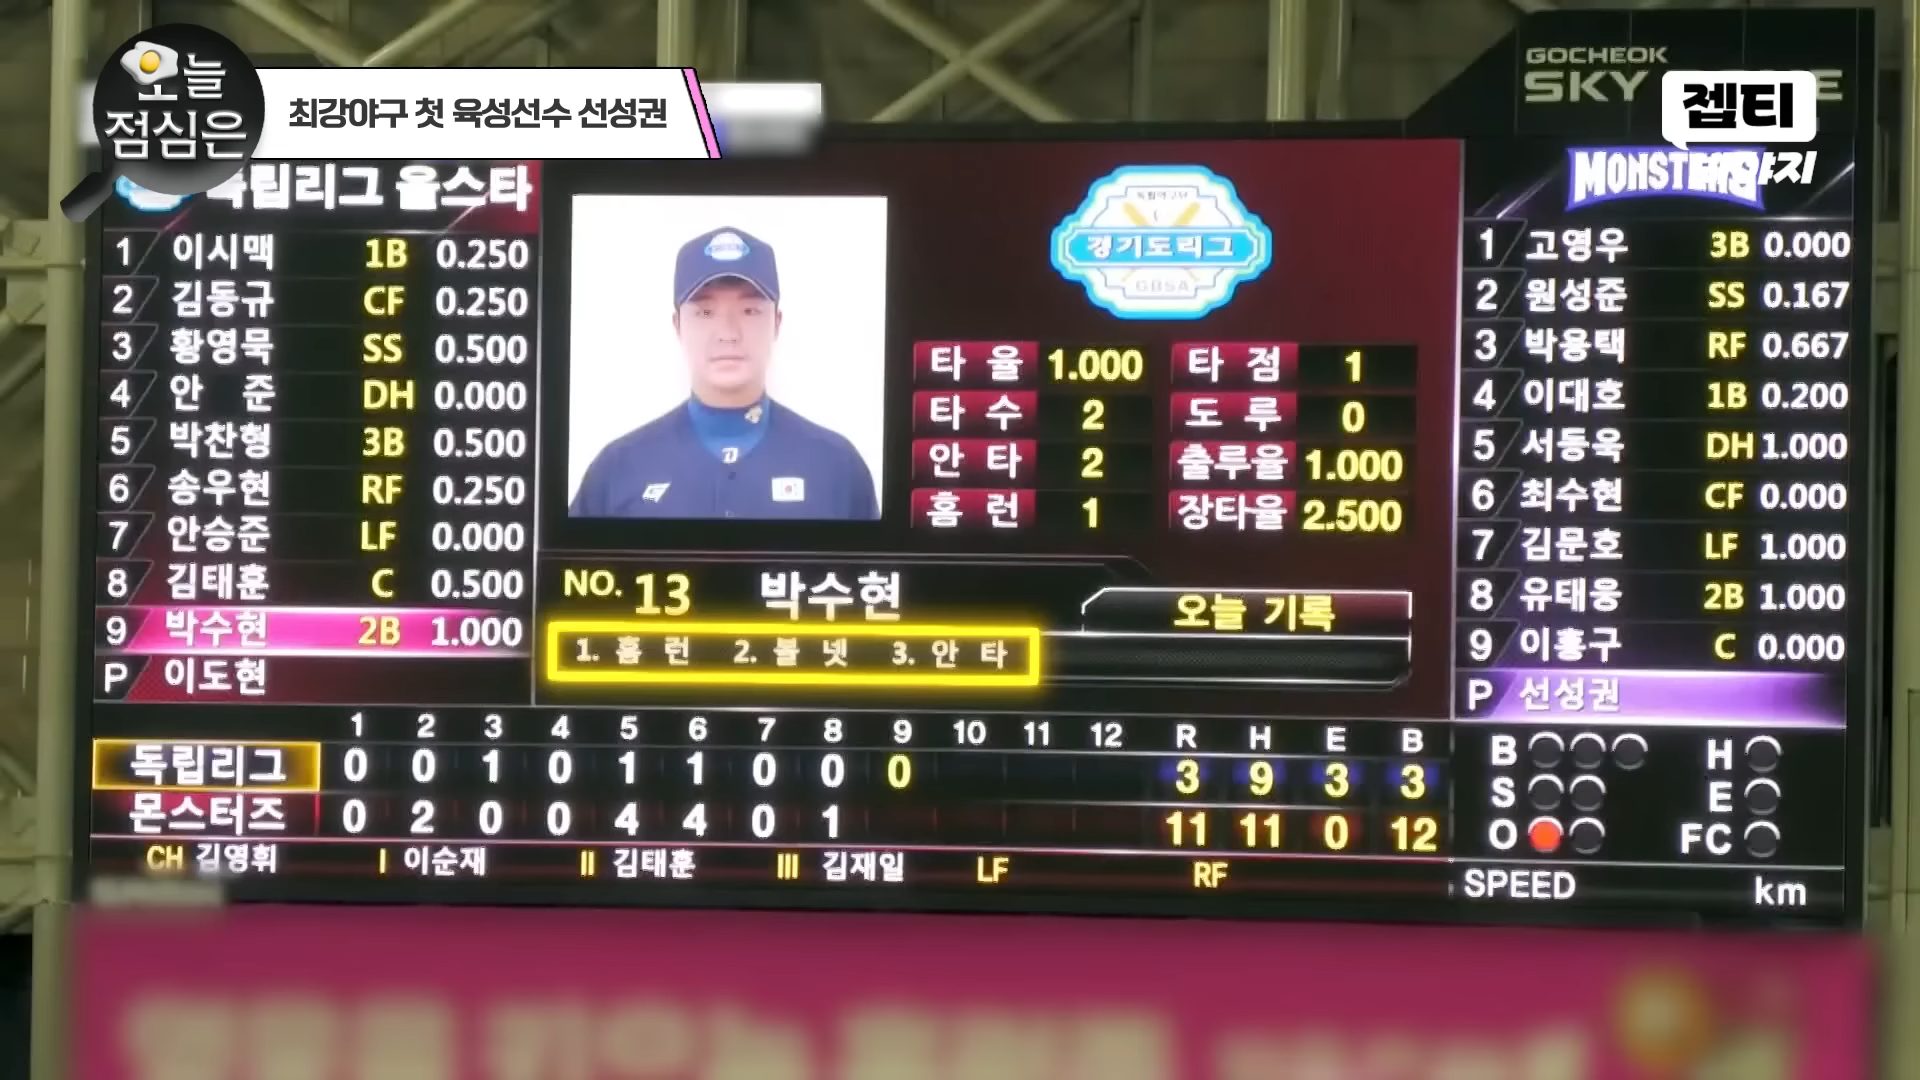 오늘
점심은
최강야구 첫 육성선수 선성권
GOCHEOK
SKY
젭티
독립리그 올스타
1 이시맥 1B 0.250
2 김동규 CF 0.250
3 황영묵 SS 0.500
4 안 준 DH 0.000
5 박찬형 3B 0.500
6 송우현 RF 0.250
7 안승준 LF 0.000
8 김태훈 C 0.500
9 박수현 2B 1.000
P 이도현
독립야구단
경기도리그
GBSA
타 율 1.000 타 점 1
타 수 2 도 루 0
안 타 2 출루율 1.000
홈 런 1 장타율 2.500
NO. 13 박수현
오늘 기록
1. 홈 런 2. 볼 넷 3. 안 타
MONSTERS
1 고영우 3B 0.000
2 원성준 SS 0.167
3 박용택 RF 0.667
4 이대호 1B 0.200
5 서동욱 DH 1.000
6 최수현 CF 0.000
7 김문호 LF 1.000
8 유태웅 2B 1.000
9 이홍구 C 0.000
P 선성권
1 2 3 4 5 6 7 8 9 10 11 12 R H E B
독립리그 0 0 1 0 1 1 0 0 0 3 9 3 3
몬스터즈 0 2 0 0 4 4 0 1 11 11 0 12
CH 김영휘 I 이순재 II 김태훈 III 김재일 LF RF
B H
S E
O FC
SPEED km